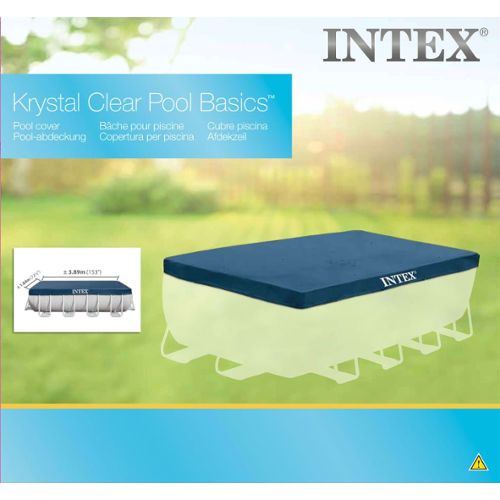 INTEX®
Krystal Clear Pool Basics™
Pool cover Bâche pour piscine Cubre piscina
Pool-abdeckung Copertura per piscina Afdekzeil
± 3.89m (153")
INTEX
INTEX